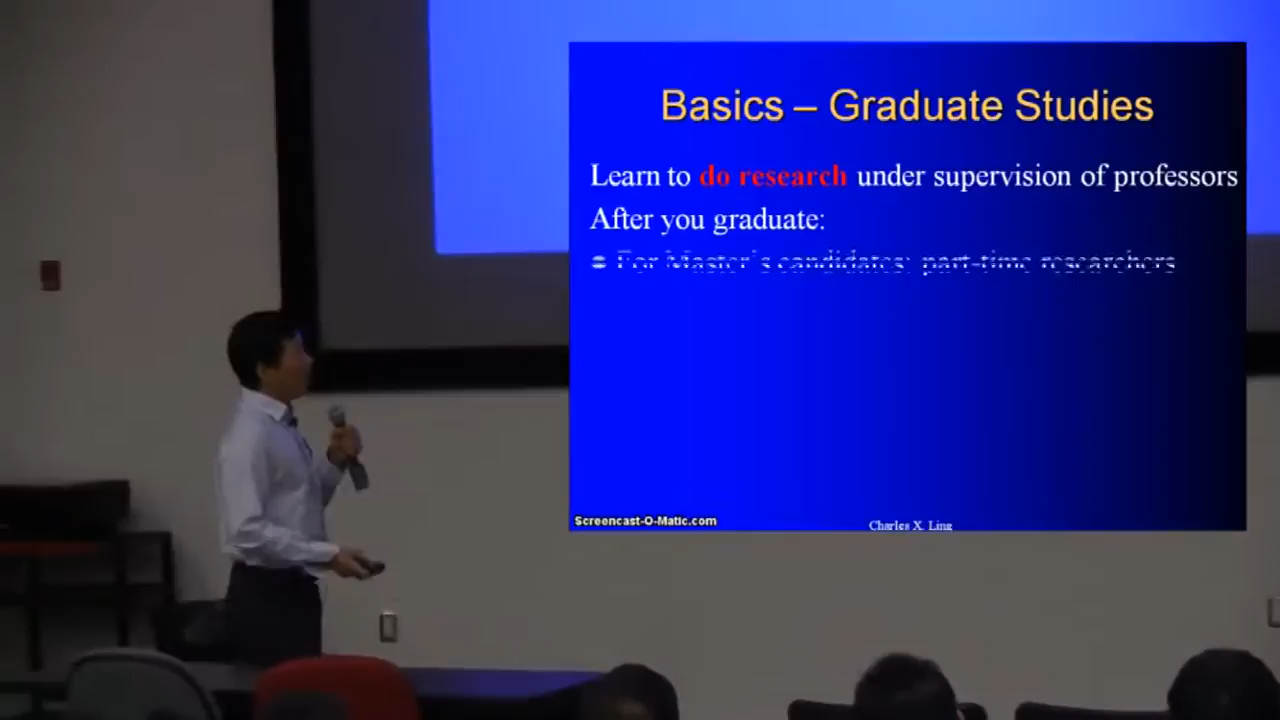 Basics – Graduate Studies
Learn to do research under supervision of professors
After you graduate:
For Master's candidates: part-time researchers
Screencast-O-Matic.com
Charles X. Ling